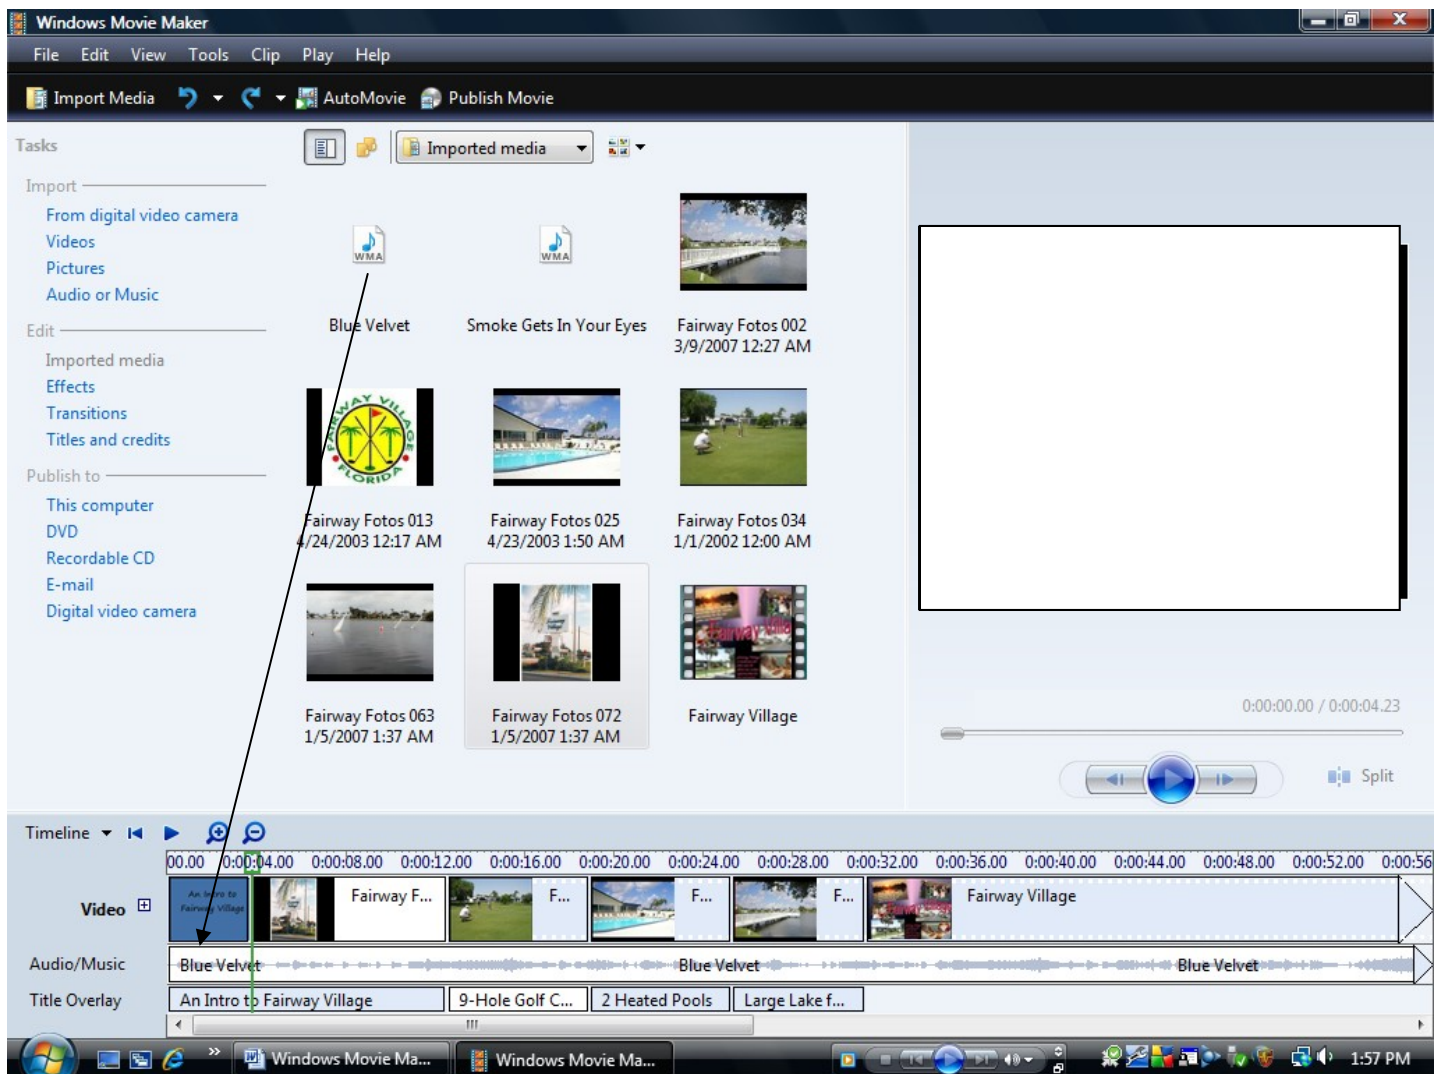 Windows Movie Maker
File Edit View Tools Clip Play Help
Import Media AutoMovie Publish Movie
Tasks
Import
From digital video camera
Videos
Pictures
Audio or Music
Edit
Imported media
Effects
Transitions
Titles and credits
Publish to
This computer
DVD
Recordable CD
E-mail
Digital video camera
Imported media
WMA
WMA
Blue Velvet
Smoke Gets In Your Eyes
Fairway Fotos 002
3/9/2007 12:27 AM
FAIRWAY VILLAGE
FLORIDA
Fairway Fotos 013
4/24/2003 12:17 AM
Fairway Fotos 025
4/23/2003 1:50 AM
Fairway Fotos 034
1/1/2002 12:00 AM
Fairway Fotos 063
1/5/2007 1:37 AM
Fairway Fotos 072
1/5/2007 1:37 AM
Fairway Village
0:00:00.00 / 0:00:04.23
Split
Timeline
00.00 0:00:04.00 0:00:08.00 0:00:12.00 0:00:16.00 0:00:20.00 0:00:24.00 0:00:28.00 0:00:32.00 0:00:36.00 0:00:40.00 0:00:44.00 0:00:48.00 0:00:52.00 0:00:56
Video
An Intro to
Fairway Village
Fairway F... F... F... F... Fairway Village
Audio/Music Blue Velvet Blue Velvet Blue Velvet
Title Overlay An Intro to Fairway Village 9-Hole Golf C... 2 Heated Pools Large Lake f...
Windows Movie Ma... Windows Movie Ma... 1:57 PM